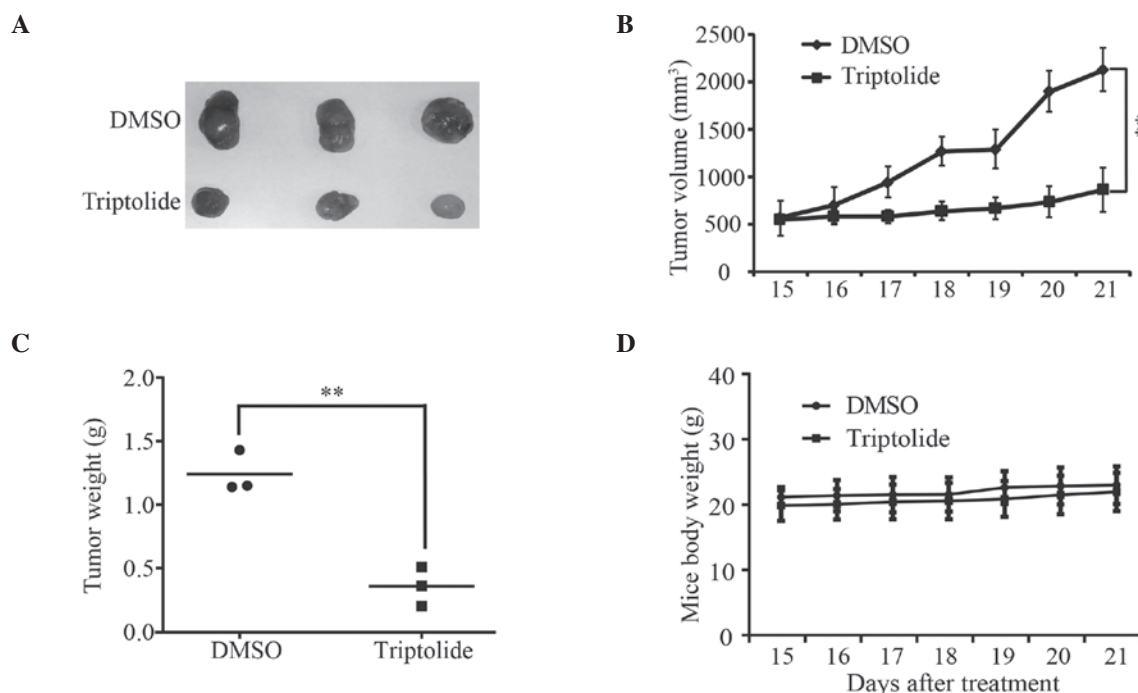 A
DMSO
Triptolide
B
Tumor volume (mm³)
2500
2000
1500
1000
500
0
DMSO
Triptolide
**
15 16 17 18 19 20 21
C
Tumor weight (g)
2.0
1.5
1.0
0.5
0.0
**
DMSO Triptolide
D
Mice body weight (g)
40
30
20
10
0
DMSO
Triptolide
15 16 17 18 19 20 21
Days after treatment